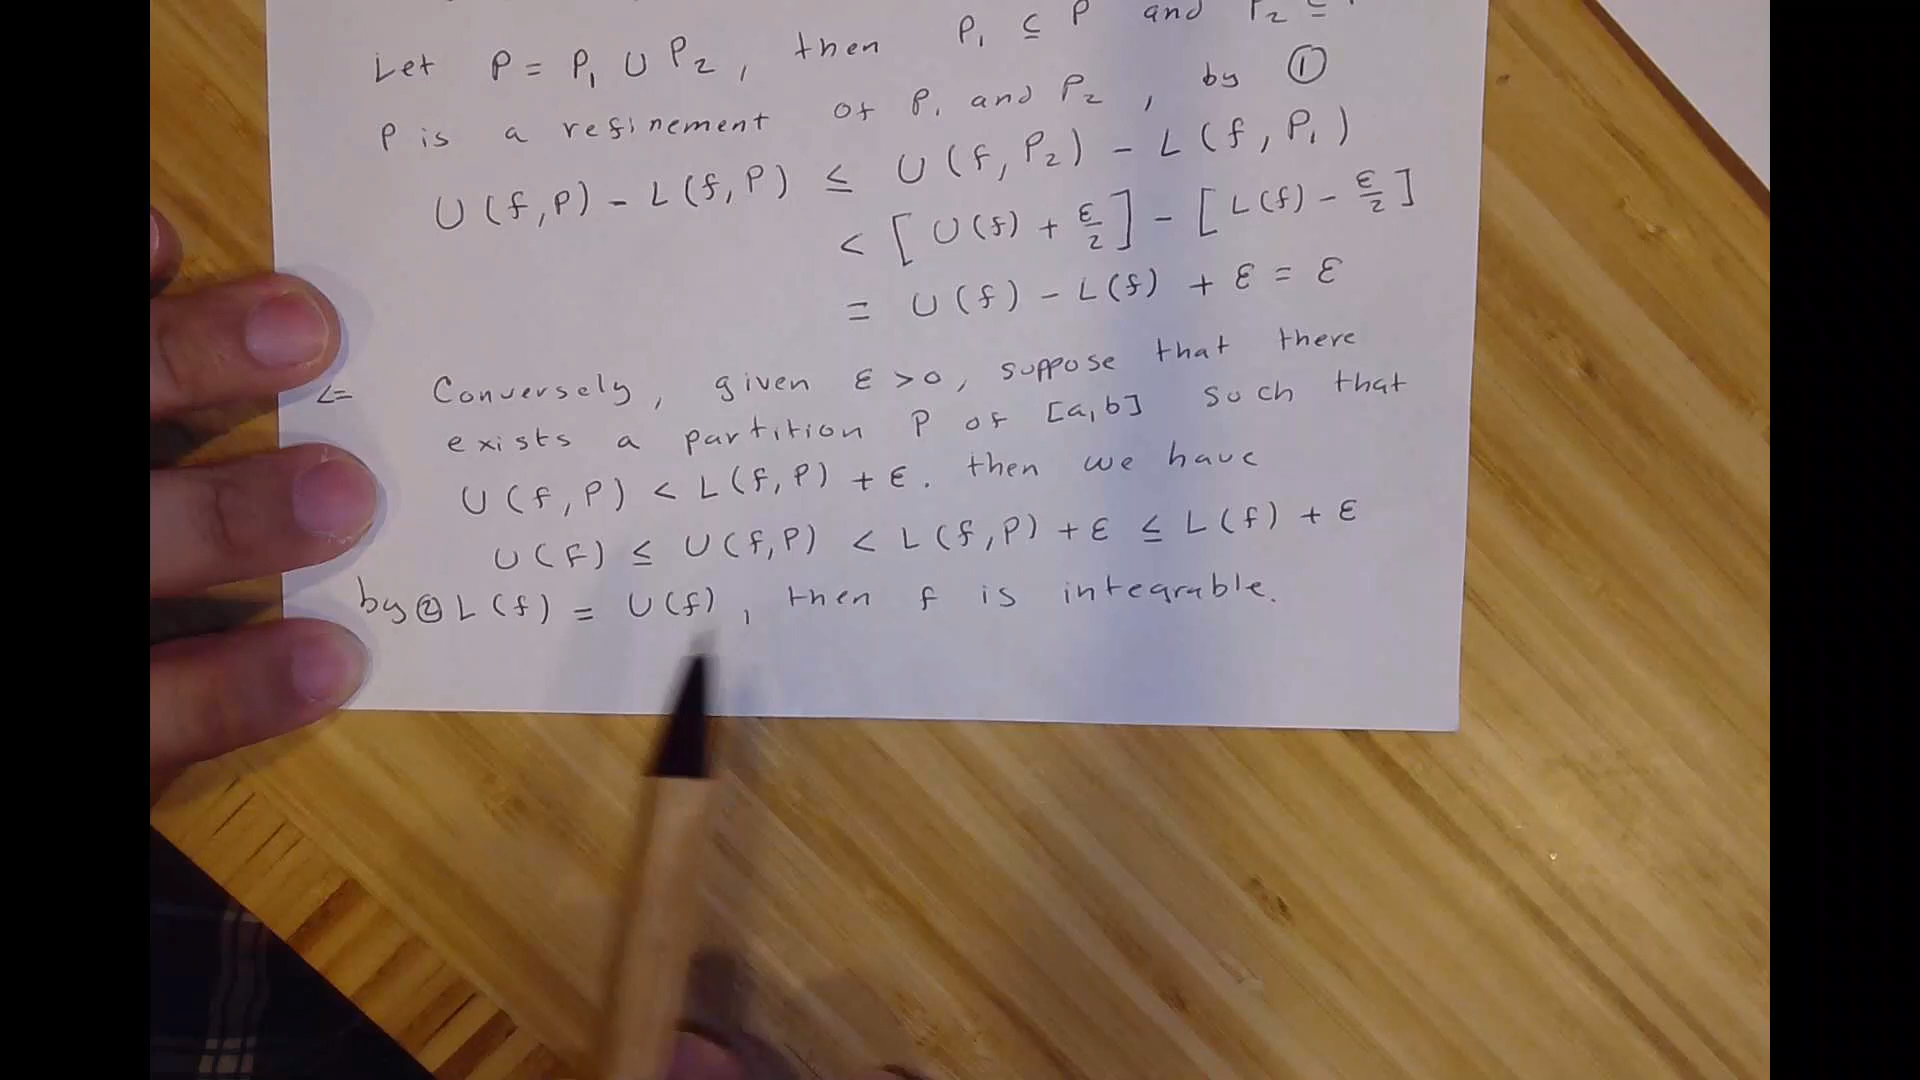 Let P = P₁ ∪ P₂, then P₁ ⊆ P and P₂ ⊆
P is a refinement of P₁ and P₂, by ①
U(f,P) - L(f,P) ≤ U(f,P₂) - L(f,P₁)
< [U(f) + ε/2] - [L(f) - ε/2]
= U(f) - L(f) + ε = ε
<= Conversely, given ε>0, suppose that there
exists a partition P of [a,b] such that
U(f,P) < L(f,P) + ε. then we have
U(f) ≤ U(f,P) < L(f,P) + ε ≤ L(f) + ε
by ② L(f) = U(f), then f is integrable.